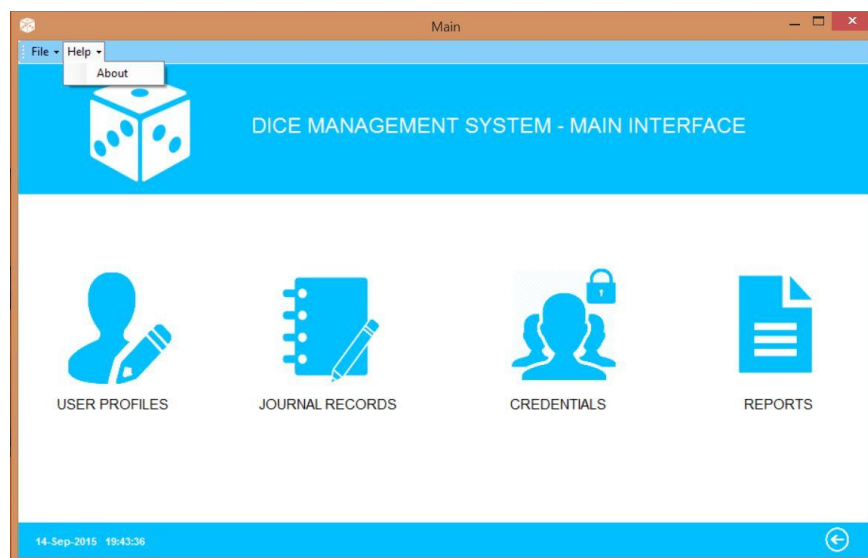 Main
File Help
About
DICE MANAGEMENT SYSTEM - MAIN INTERFACE
USER PROFILES JOURNAL RECORDS CREDENTIALS REPORTS
14-Sep-2015 19:43:36